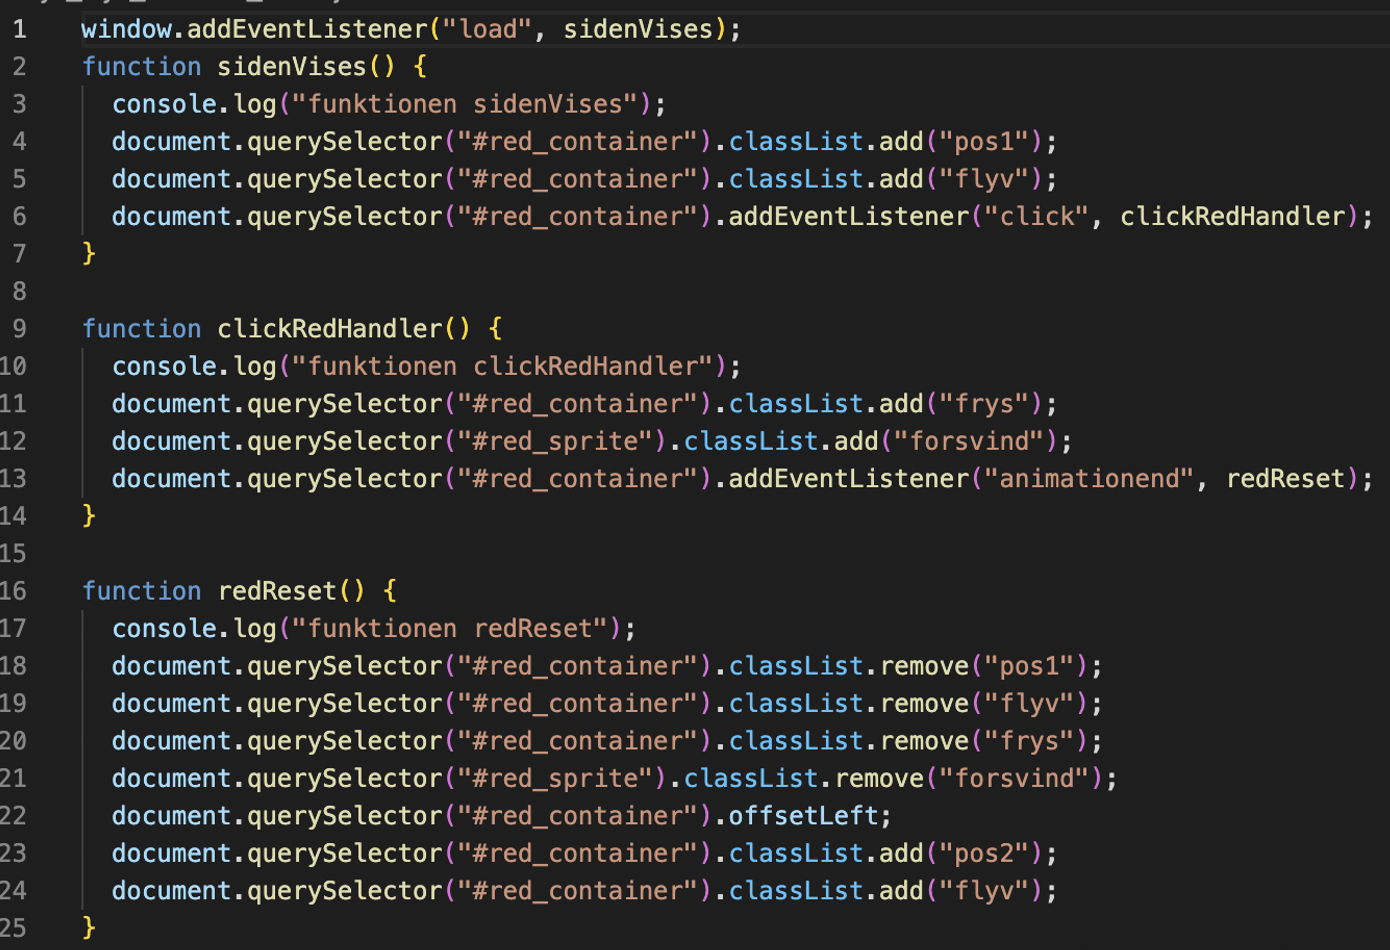 1 window.addEventListener("load", sidenVises);
2 function sidenVises() {
3 console.log("funktionen sidenVises");
4 document.querySelector("#red_container").classList.add("pos1");
5 document.querySelector("#red_container").classList.add("flyv");
6 document.querySelector("#red_container").addEventListener("click", clickRedHandler);
7 }
8
9 function clickRedHandler() {
10 console.log("funktionen clickRedHandler");
11 document.querySelector("#red_container").classList.add("frys");
12 document.querySelector("#red_sprite").classList.add("forsvind");
13 document.querySelector("#red_container").addEventListener("animationend", redReset);
14 }
15
16 function redReset() {
17 console.log("funktionen redReset");
18 document.querySelector("#red_container").classList.remove("pos1");
19 document.querySelector("#red_container").classList.remove("flyv");
20 document.querySelector("#red_container").classList.remove("frys");
21 document.querySelector("#red_sprite").classList.remove("forsvind");
22 document.querySelector("#red_container").offsetLeft;
23 document.querySelector("#red_container").classList.add("pos2");
24 document.querySelector("#red_container").classList.add("flyv");
25 }